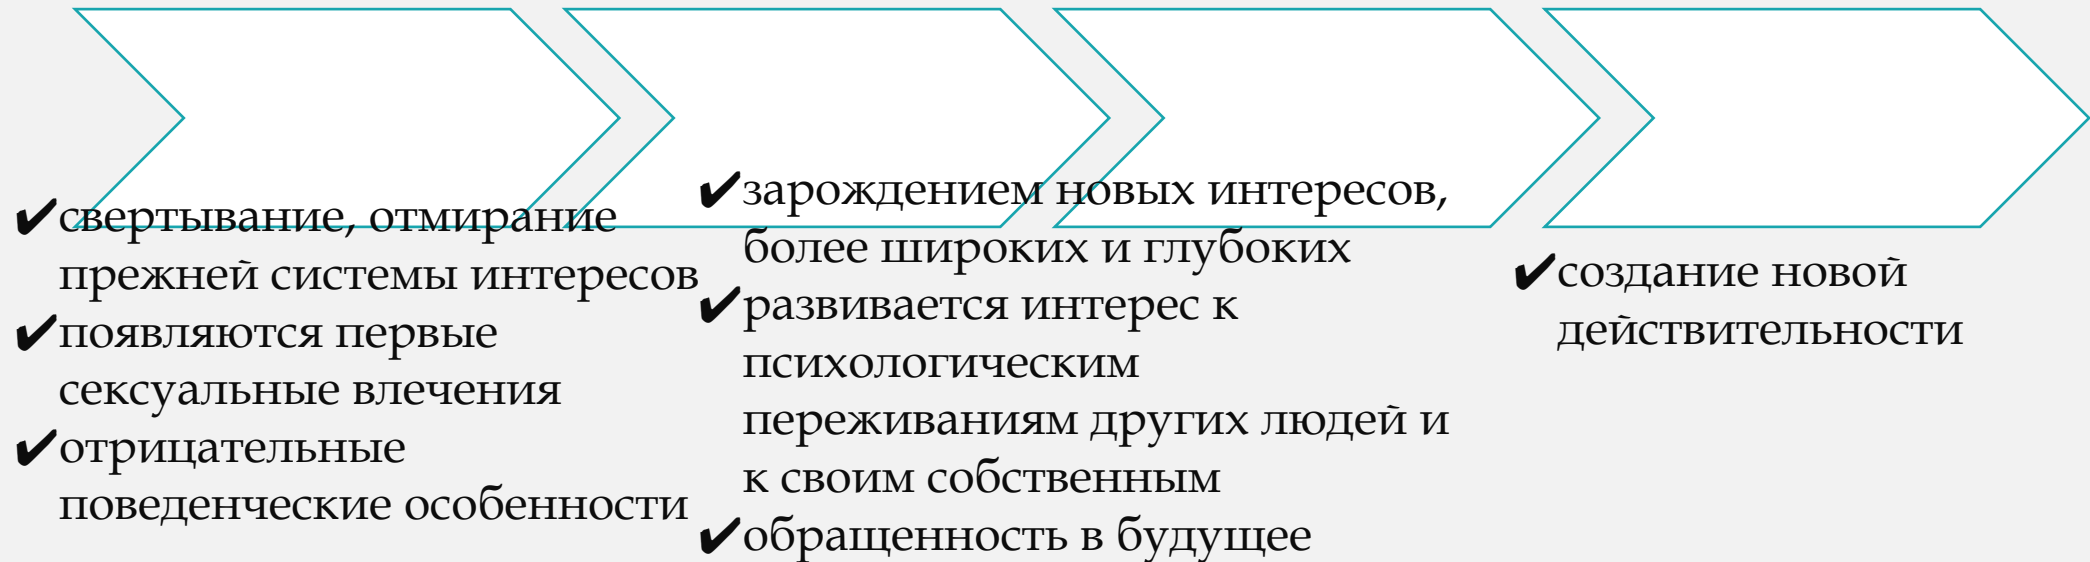 ✔свертывание, отмирание
прежней системы интересов
✔появляются первые
сексуальные влечения
✔отрицательные
поведенческие особенности
✔зарождением новых интересов,
более широких и глубоких
✔развивается интерес к
психологическим
переживаниям других людей и
к своим собственным
✔обращенность в будущее
✔создание новой
действительности